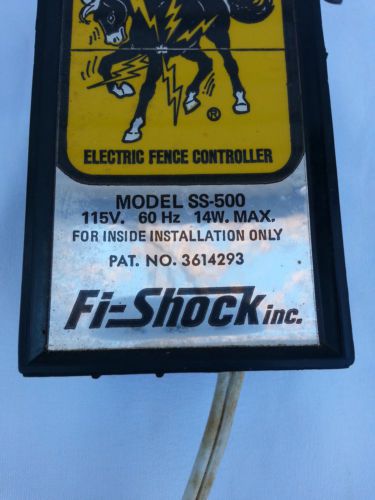 ®
ELECTRIC FENCE CONTROLLER
MODEL SS-500
115V. 60 Hz 14W. MAX.
FOR INSIDE INSTALLATION ONLY
PAT. NO. 3614293
Fi-Shock inc.